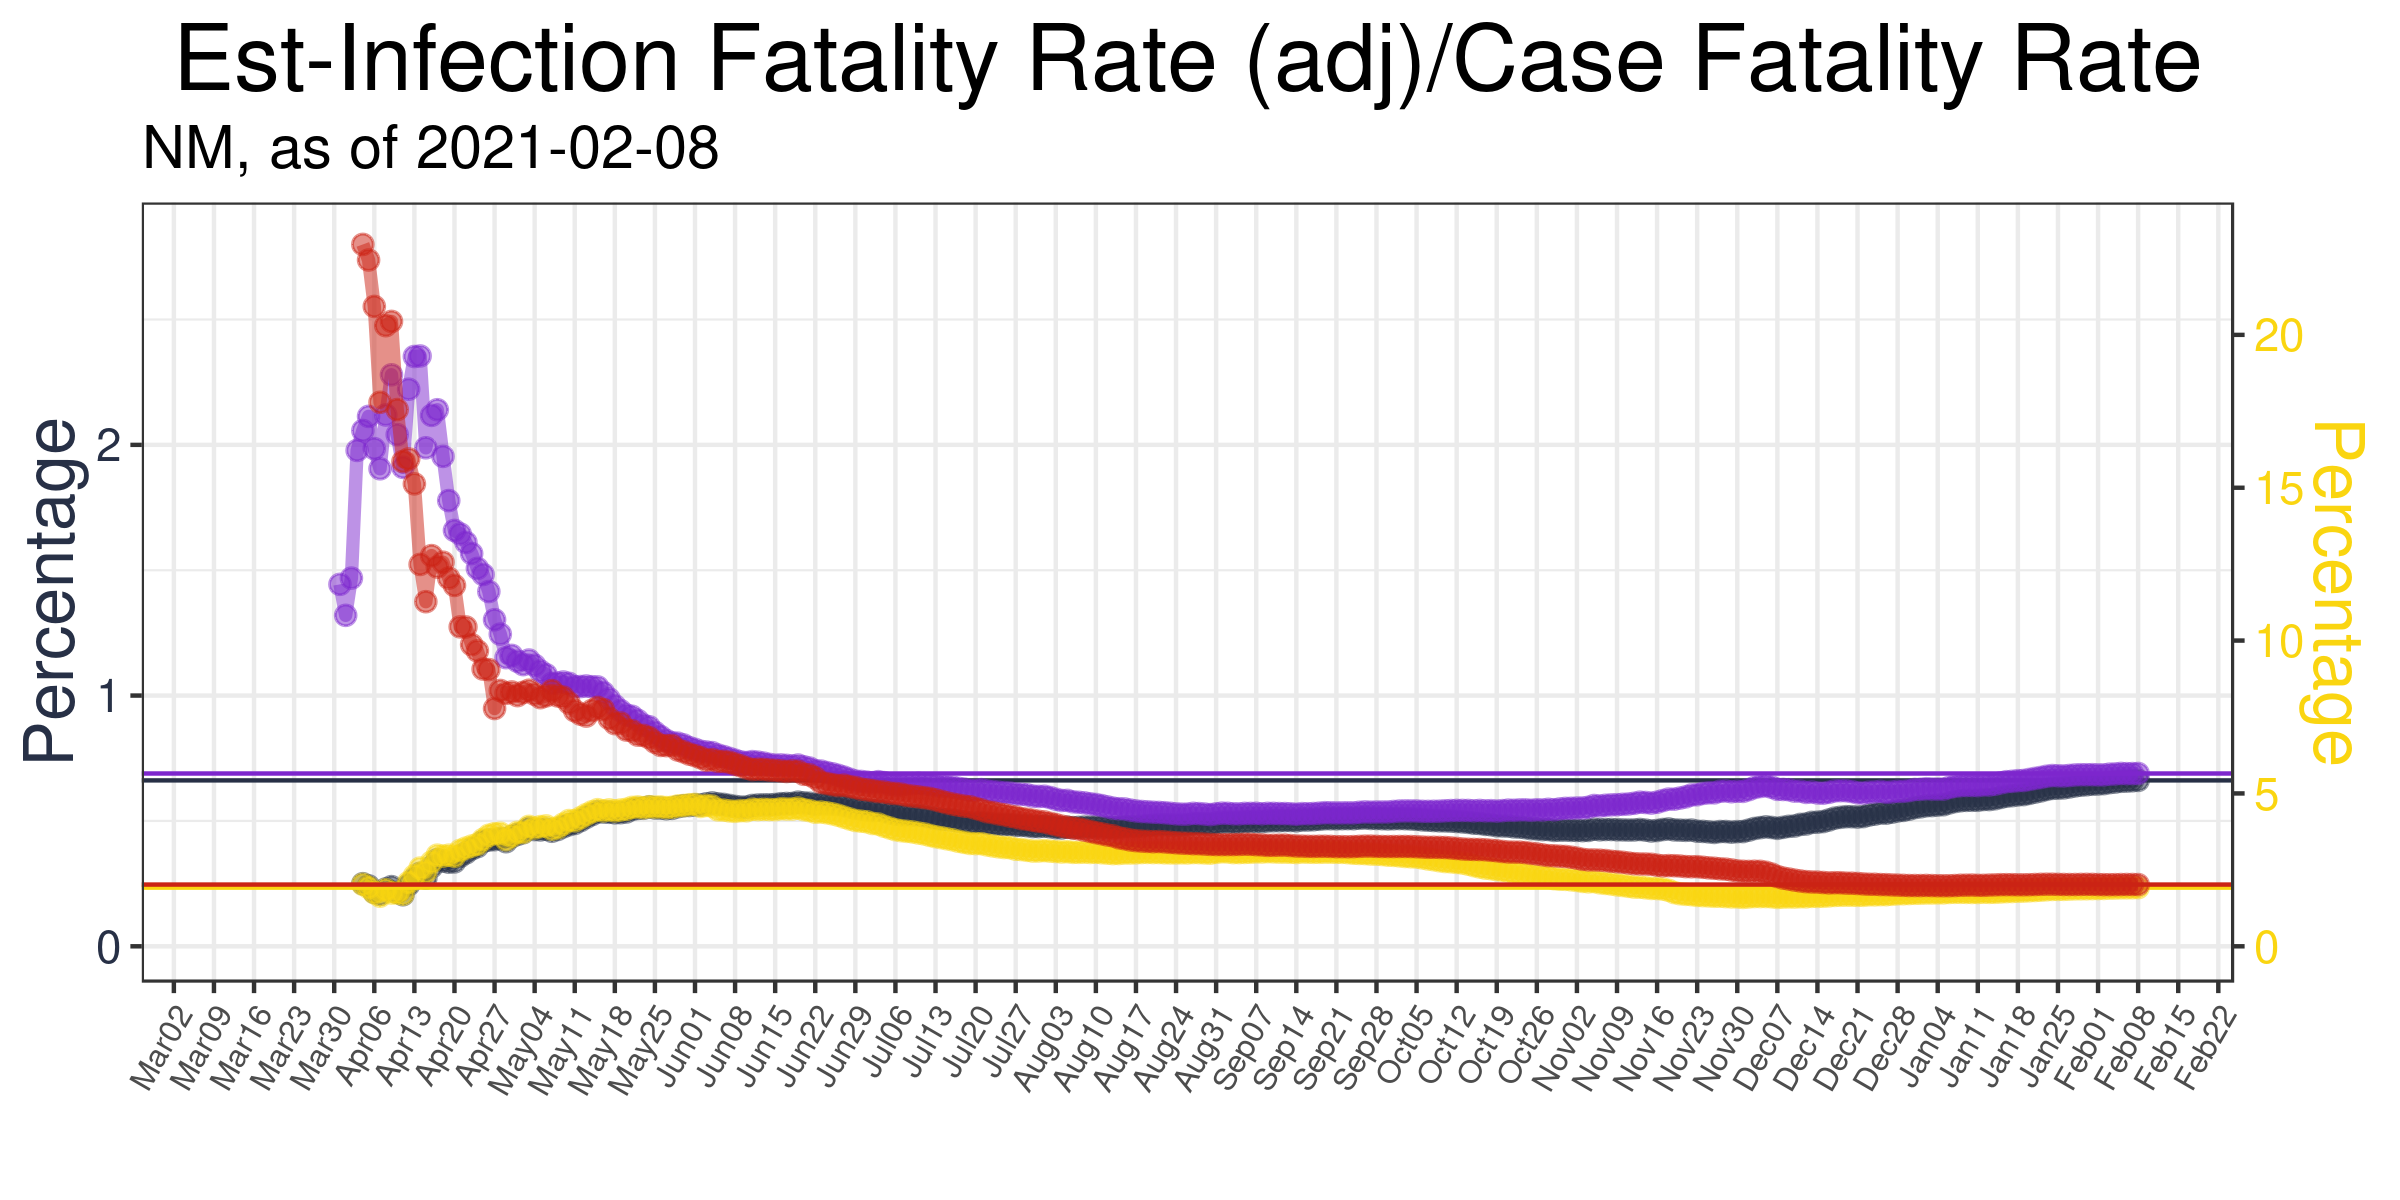 Est-Infection Fatality Rate (adj)/Case Fatality Rate
NM, as of 2021-02-08
Percentage
2
1
0
20
15
10
5
0
Percentage
Mar02
Mar09
Mar16
Mar23
Mar30
Apr06
Apr13
Apr20
Apr27
May04
May11
May18
May25
Jun01
Jun08
Jun15
Jun22
Jun29
Jul06
Jul13
Jul20
Jul27
Aug03
Aug10
Aug17
Aug24
Aug31
Sep07
Sep14
Sep21
Sep28
Oct05
Oct12
Oct19
Oct26
Nov02
Nov09
Nov16
Nov23
Nov30
Dec07
Dec14
Dec21
Dec28
Jan04
Jan11
Jan18
Jan25
Feb01
Feb08
Feb15
Feb22